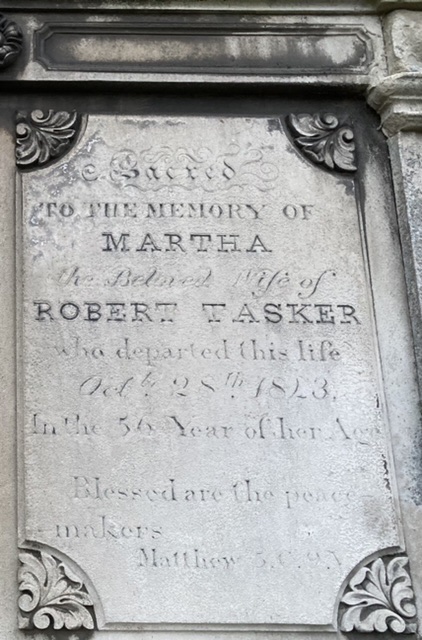 Sacred
TO THE MEMORY OF
MARTHA
the Beloved Wife of
ROBERT TASKER
who departed this life
Octr. 28th. 1823.
In the 56 Year of her Age
Blessed are the peace-
-makers
Matthew 5.C. 9.V